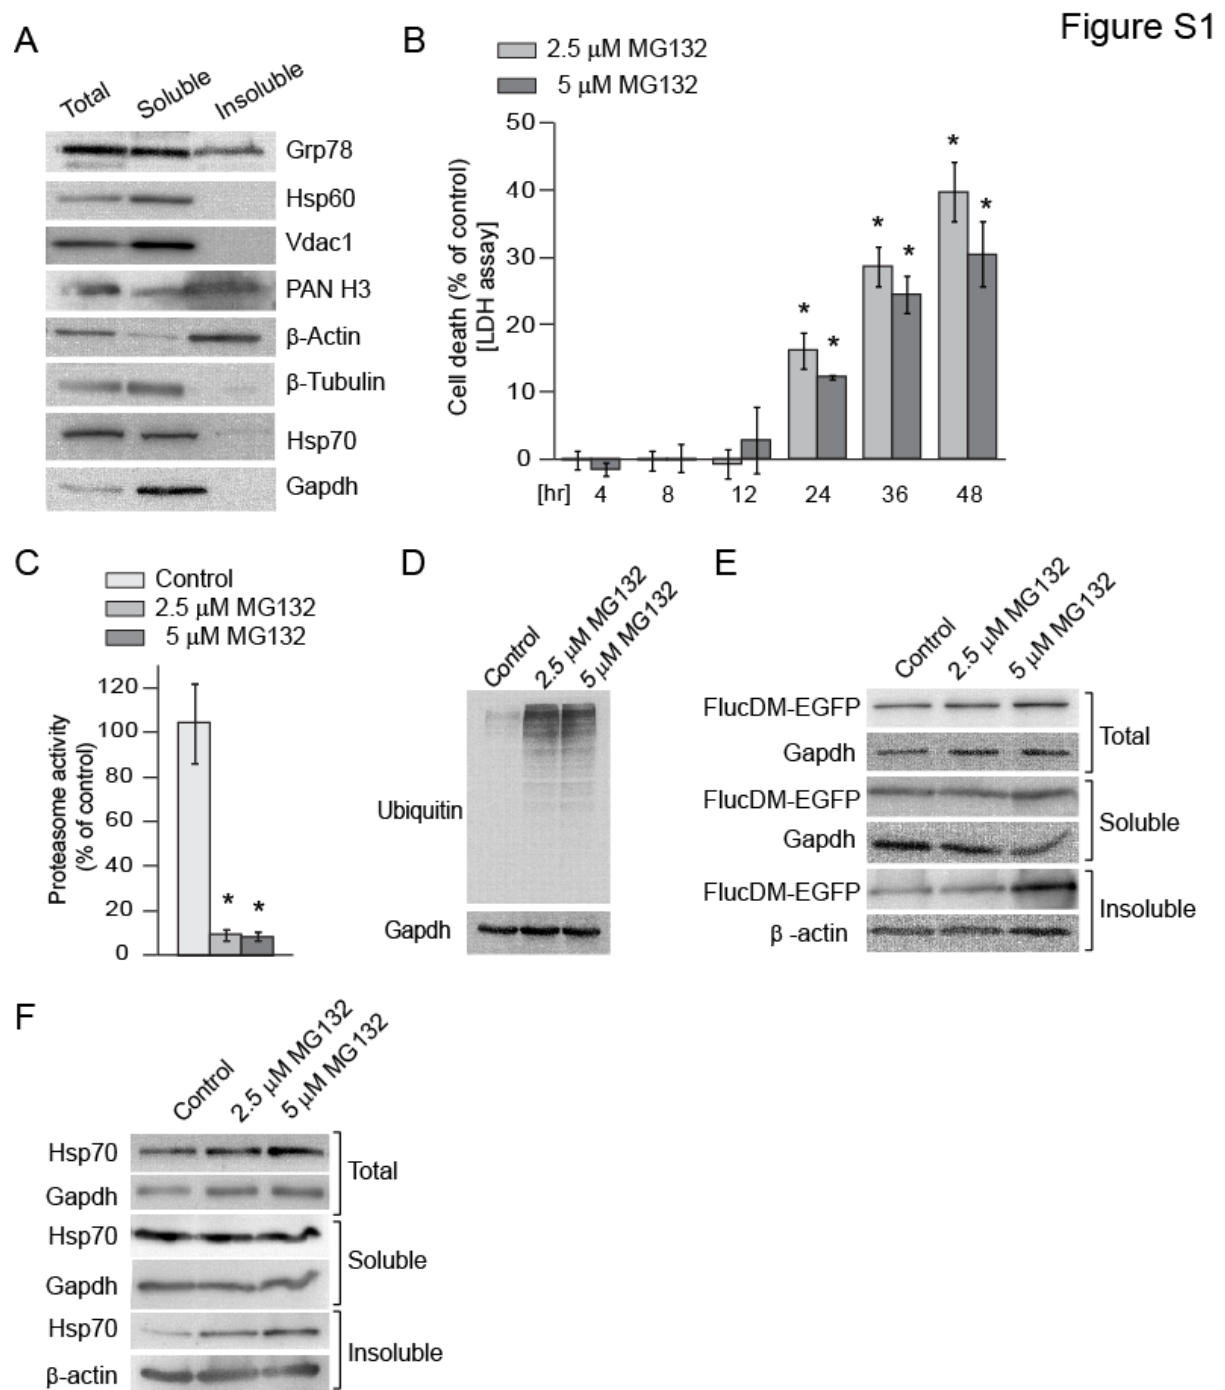 Figure S1
A
Total
Soluble
Insoluble
Grp78
Hsp60
Vdac1
PAN H3
β-Actin
β-Tubulin
Hsp70
Gapdh
B
2.5 μM MG132
5 μM MG132
Cell death (% of control)
[LDH assay]
50
40
30
20
10
0
* * * * * *
[hr] 4 8 12 24 36 48
C
Control
2.5 μM MG132
5 μM MG132
Proteasome activity
(% of control)
120
100
80
60
40
20
0
* *
D
Control
2.5 μM MG132
5 μM MG132
Ubiquitin
Gapdh
E
Control
2.5 μM MG132
5 μM MG132
FlucDM-EGFP
Gapdh
Total
FlucDM-EGFP
Gapdh
Soluble
FlucDM-EGFP
β -actin
Insoluble
F
Control
2.5 μM MG132
5 μM MG132
Hsp70
Gapdh
Total
Hsp70
Gapdh
Soluble
Hsp70
β-actin
Insoluble